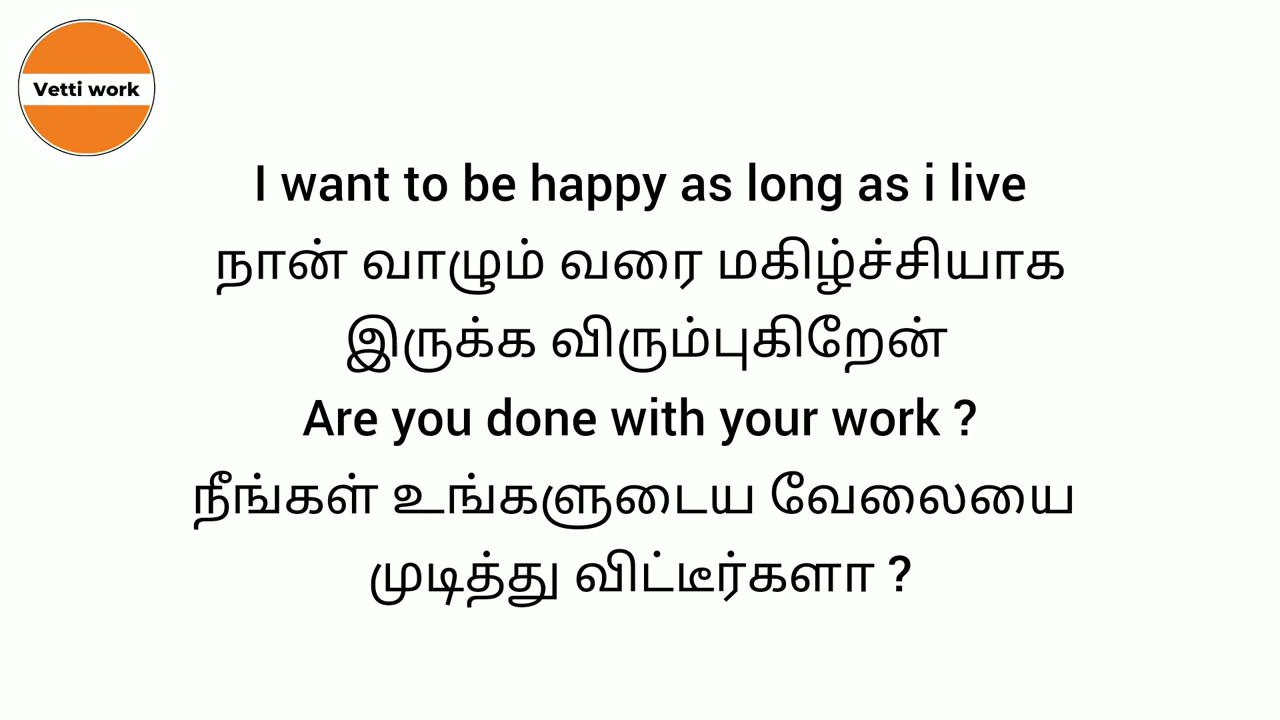 Vetti work
I want to be happy as long as i live
நான் வாழும் வரை மகிழ்ச்சியாக
இருக்க விரும்புகிறேன்
Are you done with your work ?
நீங்கள் உங்களுடைய வேலையை
முடித்து விட்டீர்களா ?